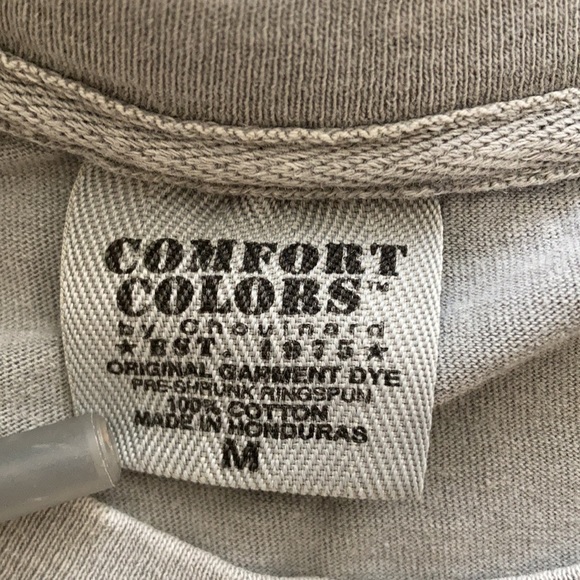 COMFORT
COLORS™
by Chouinard
★ EST. 1975 ★
ORIGINAL GARMENT DYE
PRE-SHRUNK RINGSPUN
100% COTTON
MADE IN HONDURAS
M